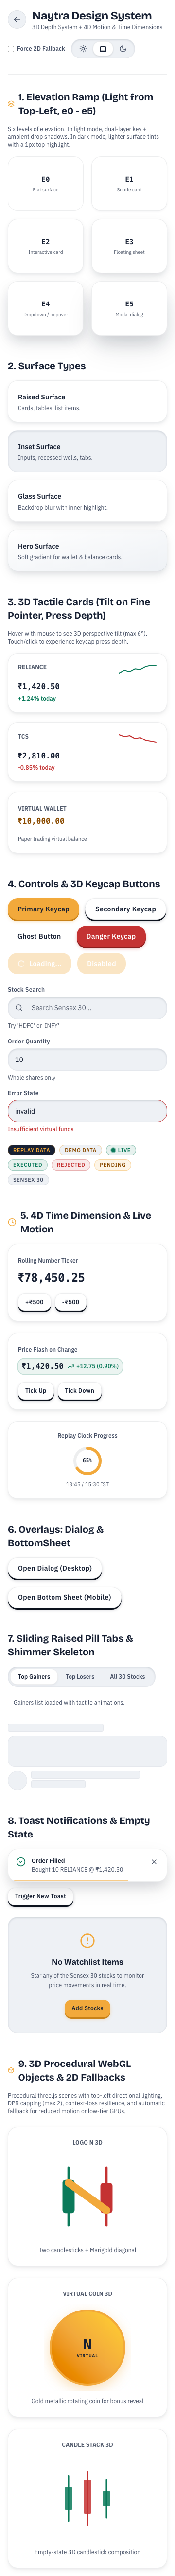 Naytra Design System
3D Depth System + 4D Motion & Time Dimensions
Force 2D Fallback
1. Elevation Ramp (Light from
Top-Left, e0 - e5)
Six levels of elevation. In light mode, dual-layer key +
ambient drop shadows. In dark mode, lighter surface tints
with a 1px top highlight.
E0
Flat surface
E1
Subtle card
E2
Interactive card
E3
Floating sheet
E4
Dropdown / popover
E5
Modal dialog
2. Surface Types
Raised Surface
Cards, tables, list items.
Inset Surface
Inputs, recessed wells, tabs.
Glass Surface
Backdrop blur with inner highlight.
Hero Surface
Soft gradient for wallet & balance cards.
3. 3D Tactile Cards (Tilt on Fine
Pointer, Press Depth)
Hover with mouse to see 3D perspective tilt (max 6°).
Touch/click to experience keycap press depth.
RELIANCE
₹1,420.50
+1.24% today
TCS
₹2,810.00
-0.85% today
VIRTUAL WALLET
₹10,000.00
Paper trading virtual balance
4. Controls & 3D Keycap Buttons
Primary Keycap
Secondary Keycap
Ghost Button
Danger Keycap
Loading...
Disabled
Stock Search
Search Sensex 30...
Try 'HDFC' or 'INFY'
Order Quantity
10
Whole shares only
Error State
invalid
Insufficient virtual funds
REPLAY DATA
DEMO DATA
LIVE
EXECUTED
REJECTED
PENDING
SENSEX 30
5. 4D Time Dimension & Live
Motion
Rolling Number Ticker
₹78,450.25
+₹500
-₹500
Price Flash on Change
₹1,420.50
+12.75 (0.90%)
Tick Up
Tick Down
Replay Clock Progress
65%
13:45 / 15:30 IST
6. Overlays: Dialog &
BottomSheet
Open Dialog (Desktop)
Open Bottom Sheet (Mobile)
7. Sliding Raised Pill Tabs &
Shimmer Skeleton
Top Gainers
Top Losers
All 30 Stocks
Gainers list loaded with tactile animations.
8. Toast Notifications & Empty
State
Order Filled
Bought 10 RELIANCE @ ₹1,420.50
Trigger New Toast
No Watchlist Items
Star any of the Sensex 30 stocks to monitor
price movements in real time.
Add Stocks
9. 3D Procedural WebGL
Objects & 2D Fallbacks
Procedural three.js scenes with top-left directional lighting,
DPR capping (max 2), context-loss resilience, and automatic
fallback for reduced motion or low-tier GPUs.
LOGO N 3D
Two candlesticks + Marigold diagonal
VIRTUAL COIN 3D
N
VIRTUAL
Gold metallic rotating coin for bonus reveal
CANDLE STACK 3D
Empty-state 3D candlestick composition